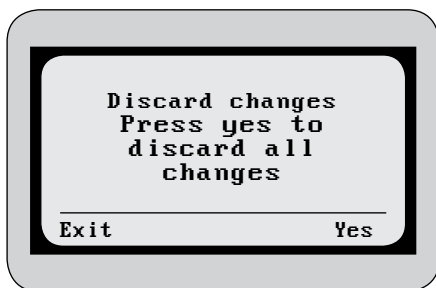 Discard changes
Press yes to
discard all
changes
Exit Yes